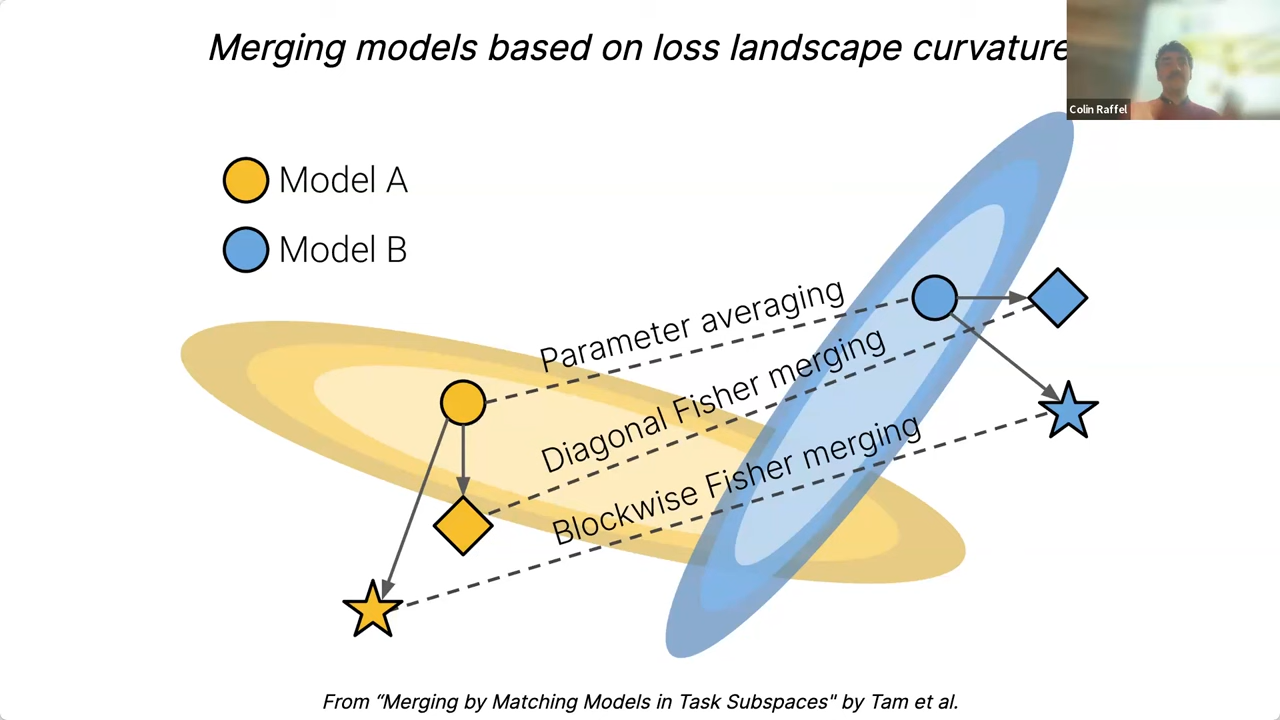 Merging models based on loss landscape curvature
Colin Raffel
Model A
Model B
Parameter averaging
Diagonal Fisher merging
Blockwise Fisher merging
From “Merging by Matching Models in Task Subspaces" by Tam et al.